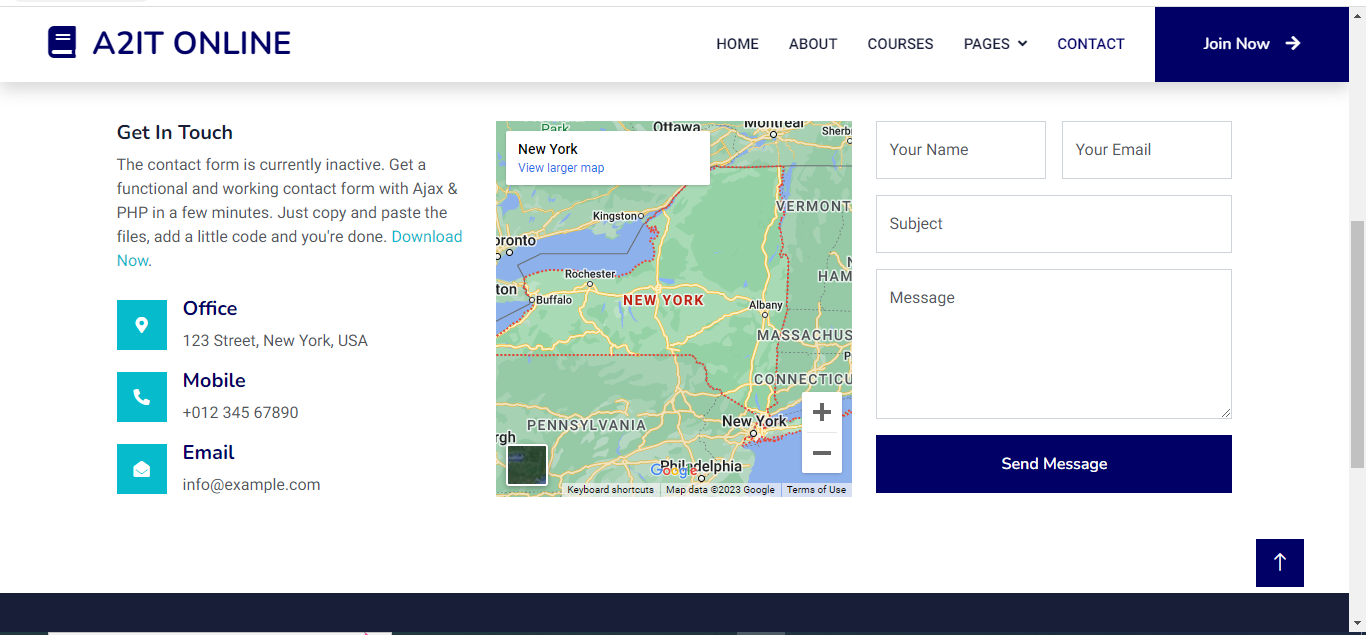 A2IT ONLINE
HOME
ABOUT
COURSES
PAGES
CONTACT
Join Now
Get In Touch
The contact form is currently inactive. Get a
functional and working contact form with Ajax &
PHP in a few minutes. Just copy and paste the
files, add a little code and you're done. Download
Now.
Office
123 Street, New York, USA
Mobile
+012 345 67890
Email
info@example.com
Park
Ottawa
Montreal
Sherb
New York
View larger map
VERMONT
Kingston
oronto
HAM
Rochester
ton
Buffalo
NEW YORK
Albany
MASSACHUS
CONNECTICU
PENNSYLVANIA
New York
rgh
Philadelphia
Google
Keyboard shortcuts
Map data ©2023 Google
Terms of Use
Your Name
Your Email
Subject
Message
Send Message